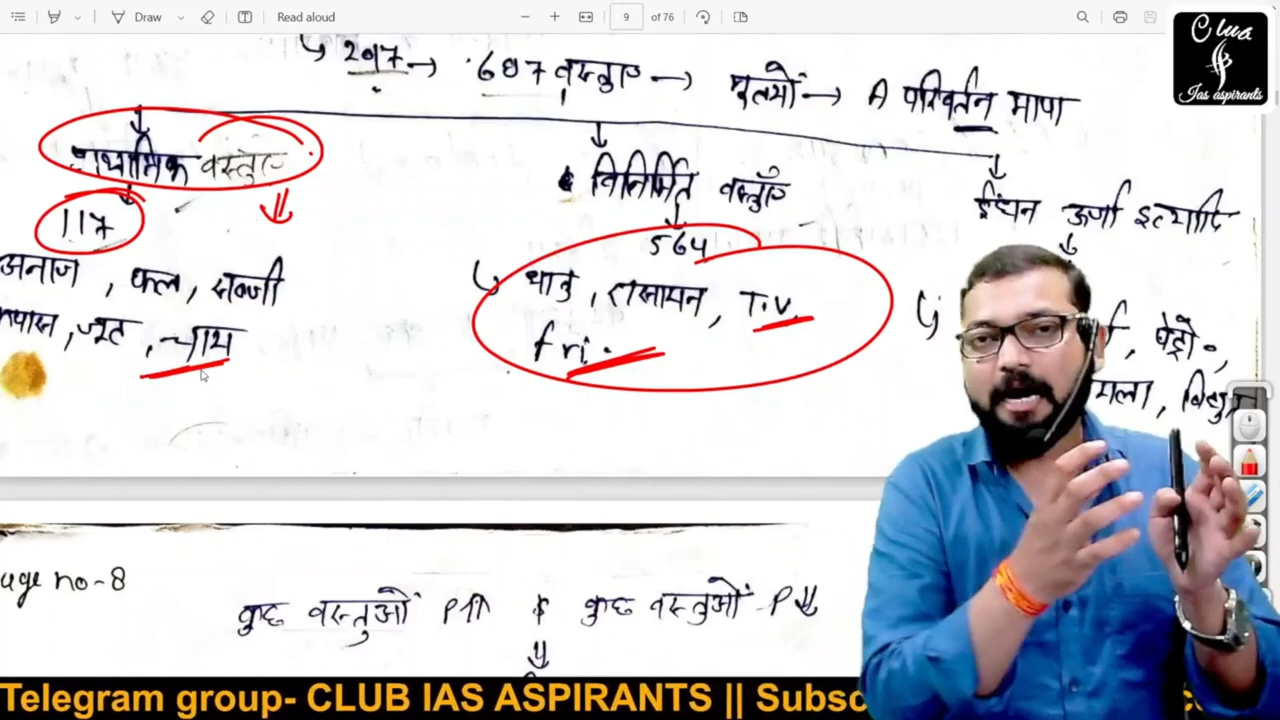 Draw
Read aloud
9 of 76
Clua
Ias aspirants
↳ 2017 → 697 वस्तुए → मूल्यों → A परिवर्तन मापा
प्राथमिक वस्तुए
विनिर्मित वस्तुएँ
ईंधन ऊर्जा इत्यादि
117
564
अनाज, फल, सब्जी
धातु, रासायन, T.V.
कपास, जूट, चाय
fri.
पेट्रो॰,
विद्युत
age no-8
कुछ वस्तुओं P⇈ & कुछ वस्तुओं P⇊
Telegram group- CLUB IAS ASPIRANTS || Subsc